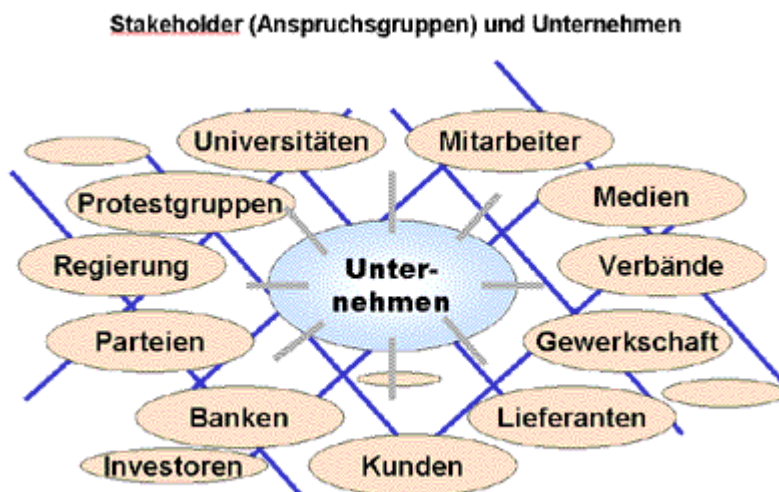 Stakeholder (Anspruchsgruppen) und Unternehmen
Universitäten
Mitarbeiter
Protestgruppen
Medien
Regierung
Unter-
nehmen
Verbände
Parteien
Gewerkschaft
Banken
Lieferanten
Investoren
Kunden